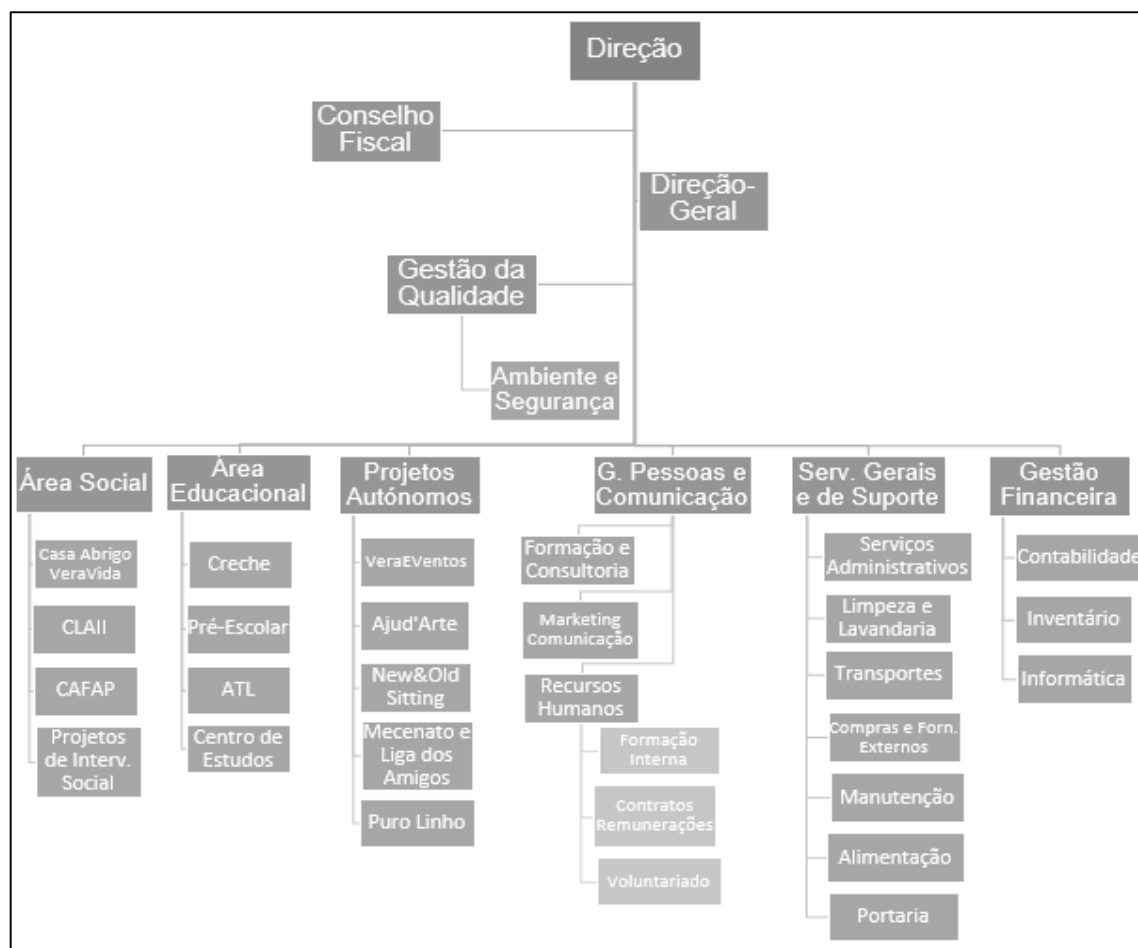 Direção
Conselho
Fiscal
Direção-
Geral
Gestão da
Qualidade
Ambiente e
Segurança
Área Social
Casa Abrigo
VeraVida
CLAII
CAFAP
Projetos
de Interv.
Social
Área
Educacional
Creche
Pré-Escolar
ATL
Centro de
Estudos
Projetos
Autónomos
VeraEVentos
Ajud'Arte
New&Old
Sitting
Mecenato e
Liga dos
Amigos
Puro Linho
G. Pessoas e
Comunicação
Formação e
Consultoria
Marketing
Comunicação
Recursos
Humanos
Formação
Interna
Contratos
Remunerações
Voluntariado
Serv. Gerais
e de Suporte
Serviços
Administrativos
Limpeza e
Lavandaria
Transportes
Compras e Forn.
Externos
Manutenção
Alimentação
Portaria
Gestão
Financeira
Contabilidade
Inventário
Informática